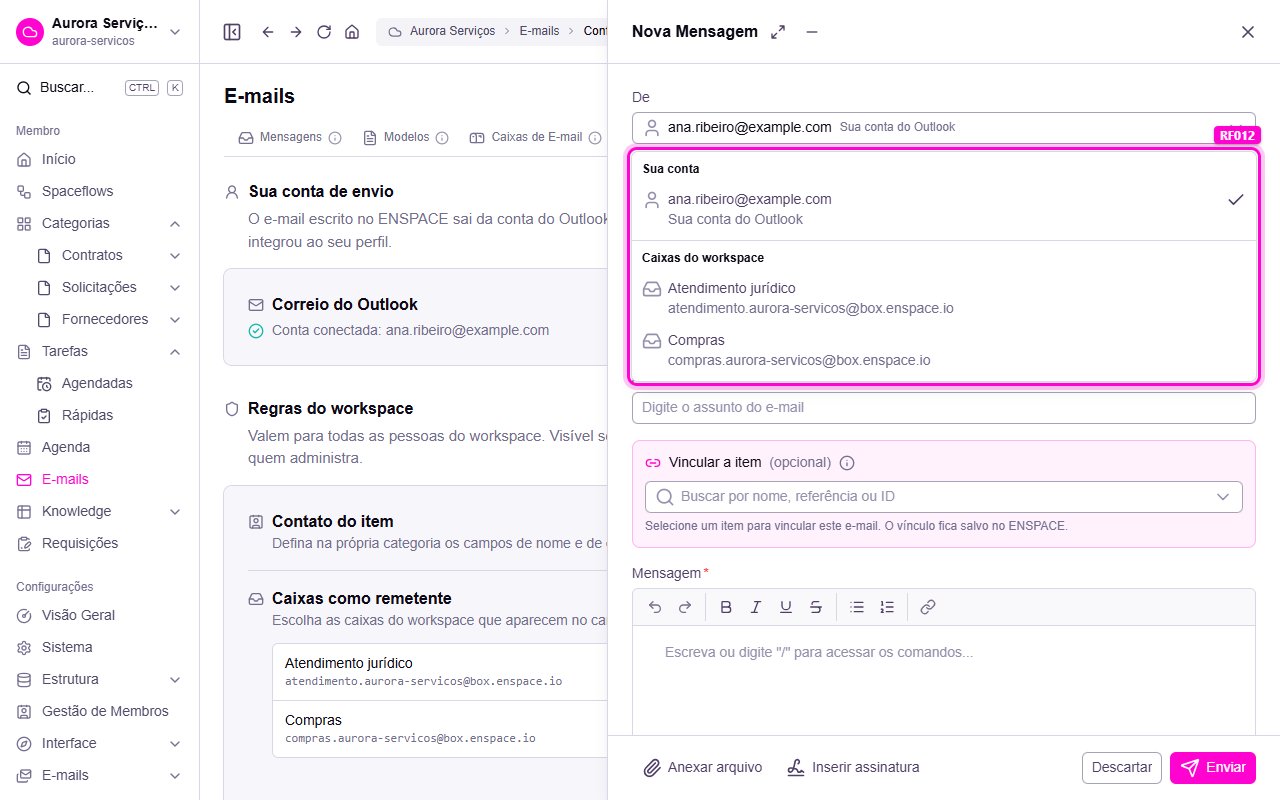 Aurora Serviç...
aurora-servicos
Buscar...
CTRL
K
Membro
Início
Spaceflows
Categorias
Contratos
Solicitações
Fornecedores
Tarefas
Agendadas
Rápidas
Agenda
E-mails
Knowledge
Requisições
Configurações
Visão Geral
Sistema
Estrutura
Gestão de Membros
Interface
E-mails
Aurora Serviços
E-mails
E-mails
Mensagens
Modelos
Caixas de E-mail
Sua conta de envio
O e-mail escrito no ENSPACE sai da conta do Outlook
integrou ao seu perfil.
Correio do Outlook
Conta conectada: ana.ribeiro@example.com
Regras do workspace
Valem para todas as pessoas do workspace. Visível
quem administra.
Contato do item
Defina na própria categoria os campos de nome e de
Caixas como remetente
Escolha as caixas do workspace que aparecem no
Atendimento jurídico
atendimento.aurora-servicos@box.enspace.io
Compras
compras.aurora-servicos@box.enspace.io
Nova Mensagem
De
ana.ribeiro@example.com Sua conta do Outlook
RF012
Sua conta
ana.ribeiro@example.com
Sua conta do Outlook
Caixas do workspace
Atendimento jurídico
atendimento.aurora-servicos@box.enspace.io
Compras
compras.aurora-servicos@box.enspace.io
Digite o assunto do e-mail
Vincular a item (opcional)
Buscar por nome, referência ou ID
Selecione um item para vincular este e-mail. O vínculo fica salvo no ENSPACE.
Mensagem*
Escreva ou digite "/" para acessar os comandos...
Anexar arquivo
Inserir assinatura
Descartar
Enviar